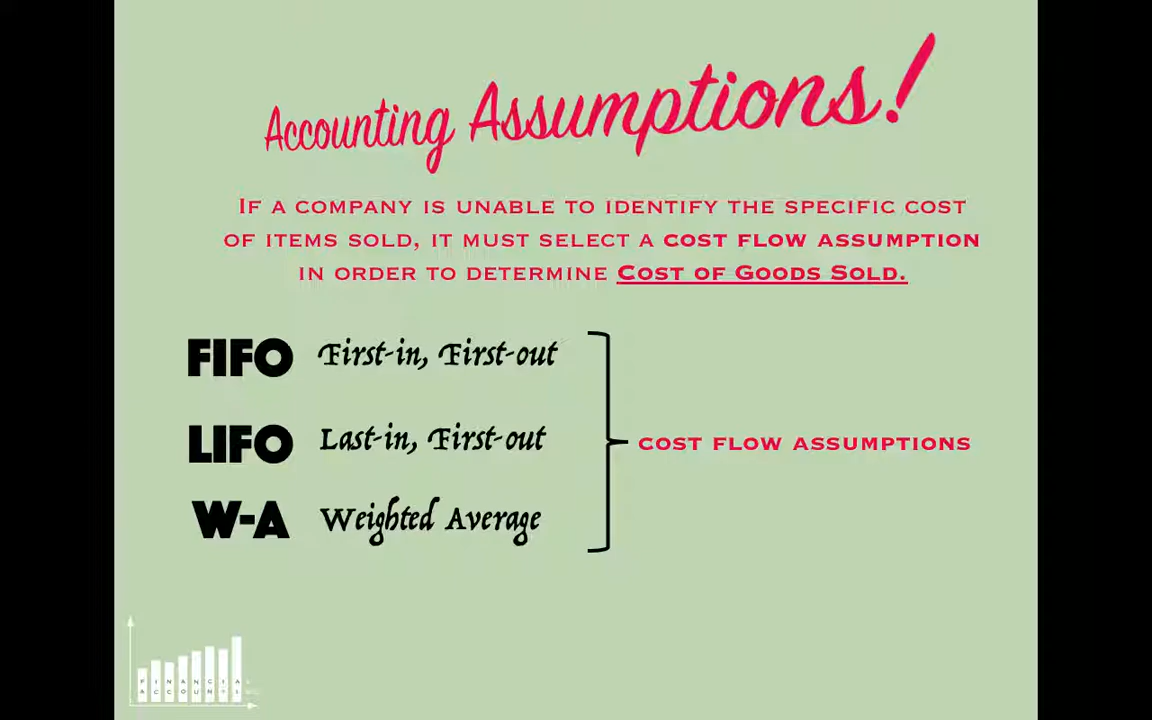 Accounting Assumptions!
If a company is unable to identify the specific cost
of items sold, it must select a cost flow assumption
in order to determine Cost of Goods Sold.
FIFO First-in, First-out
LIFO Last-in, First-out
cost flow assumptions
W-A Weighted Average